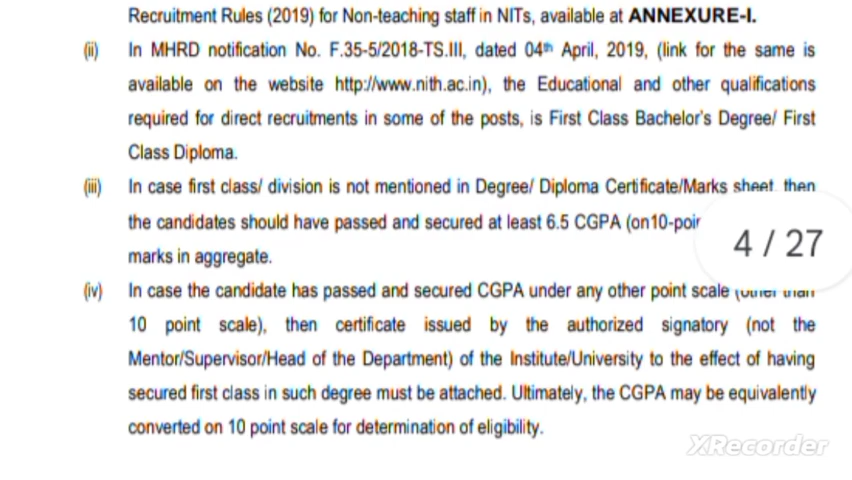 Recruitment Rules (2019) for Non-teaching staff in NITs, available at ANNEXURE-I.
(ii) In MHRD notification No. F.35-5/2018-TS.III, dated 04th April, 2019, (link for the same is
available on the website http://www.nith.ac.in), the Educational and other qualifications
required for direct recruitments in some of the posts, is First Class Bachelor's Degree/ First
Class Diploma.
(iii) In case first class/ division is not mentioned in Degree/ Diploma Certificate/Marks sheet, then
the candidates should have passed and secured at least 6.5 CGPA (on10-poi
4 / 27
marks in aggregate.
(iv) In case the candidate has passed and secured CGPA under any other point scale (other than
10 point scale), then certificate issued by the authorized signatory (not the
Mentor/Supervisor/Head of the Department) of the Institute/University to the effect of having
secured first class in such degree must be attached. Ultimately, the CGPA may be equivalently
converted on 10 point scale for determination of eligibility.
XRecorder